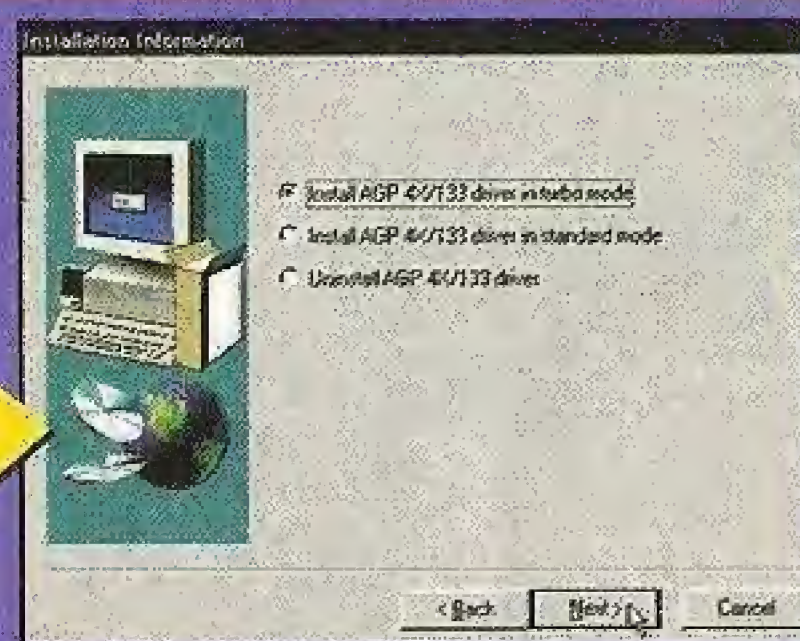 Installation Information
Install AGP 4X/133 driver in turbo mode
Install AGP 4X/133 driver in standard mode
Uninstall AGP 4X/133 driver
< Back
Next >
Cancel